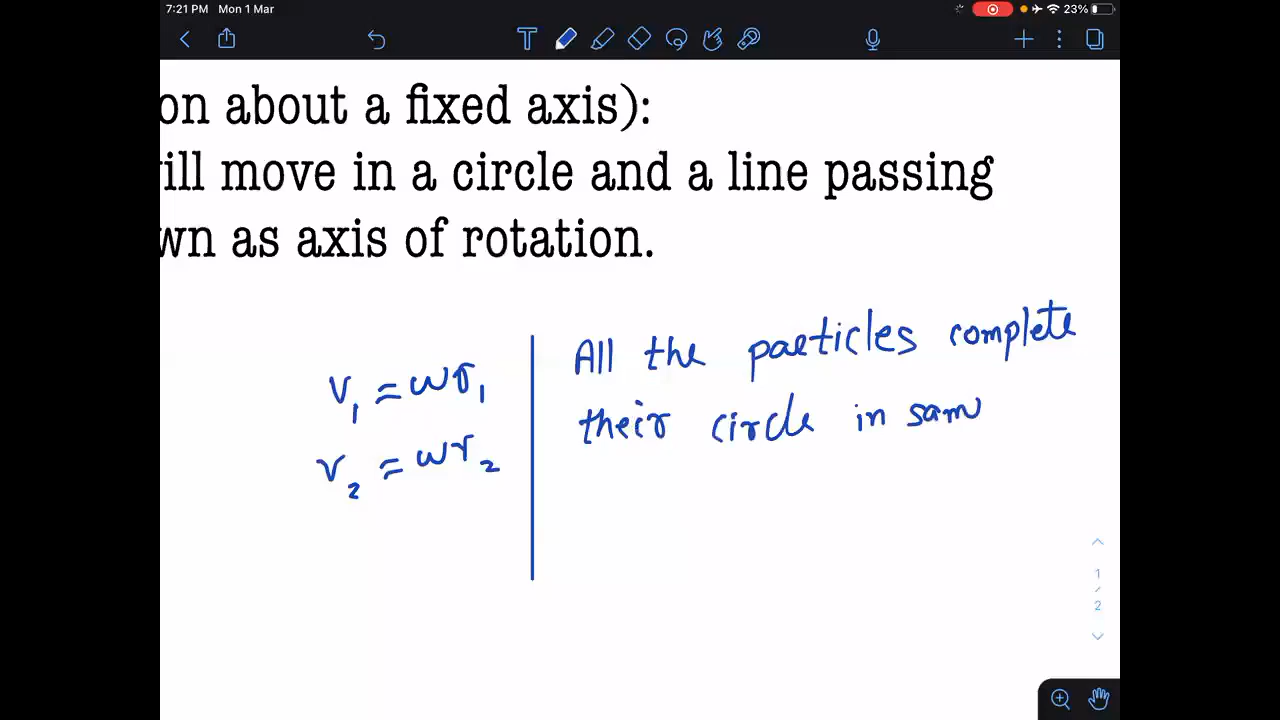 7:21 PM Mon 1 Mar 23%
on about a fixed axis):
ill move in a circle and a line passing
wn as axis of rotation.
v₁ = ωr₁
v₂ = ωr₂
All the particles complete
their circle in sam
1
/
2